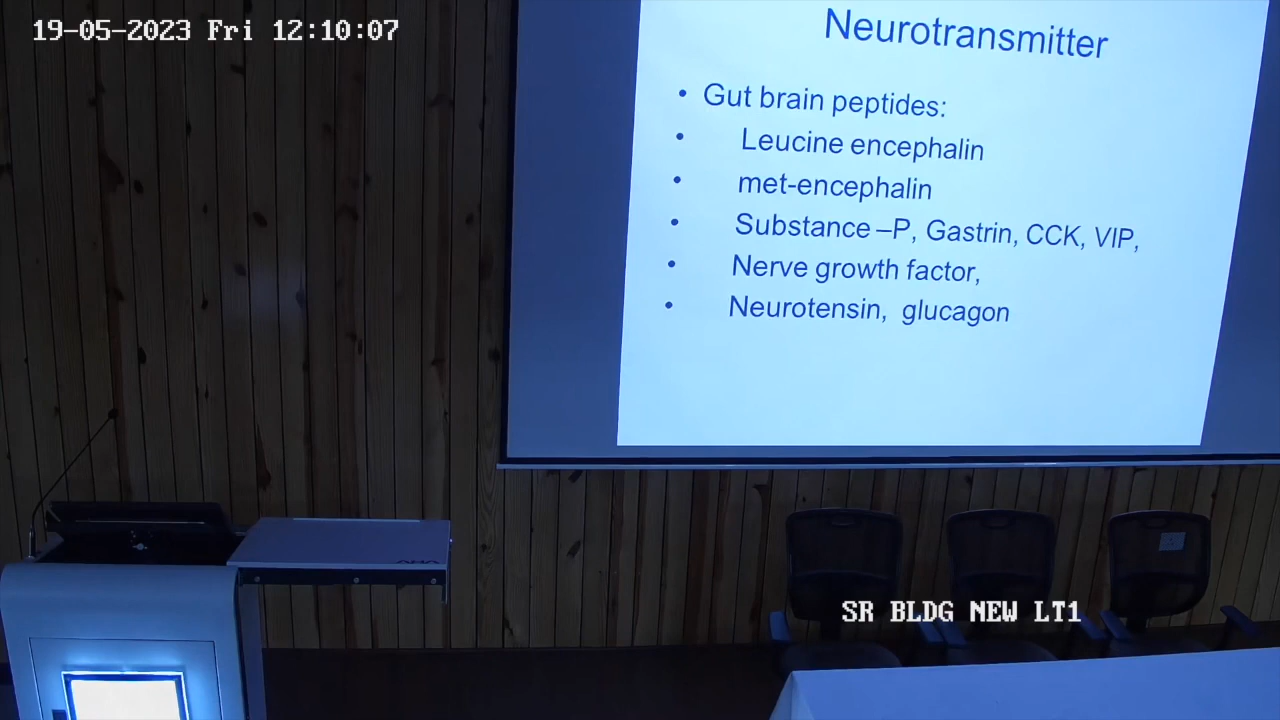 19-05-2023 Fri 12:10:07
Neurotransmitter
• Gut brain peptides:
• Leucine encephalin
• met-encephalin
• Substance –P, Gastrin, CCK, VIP,
• Nerve growth factor,
• Neurotensin, glucagon
SR BLDG NEW LT1